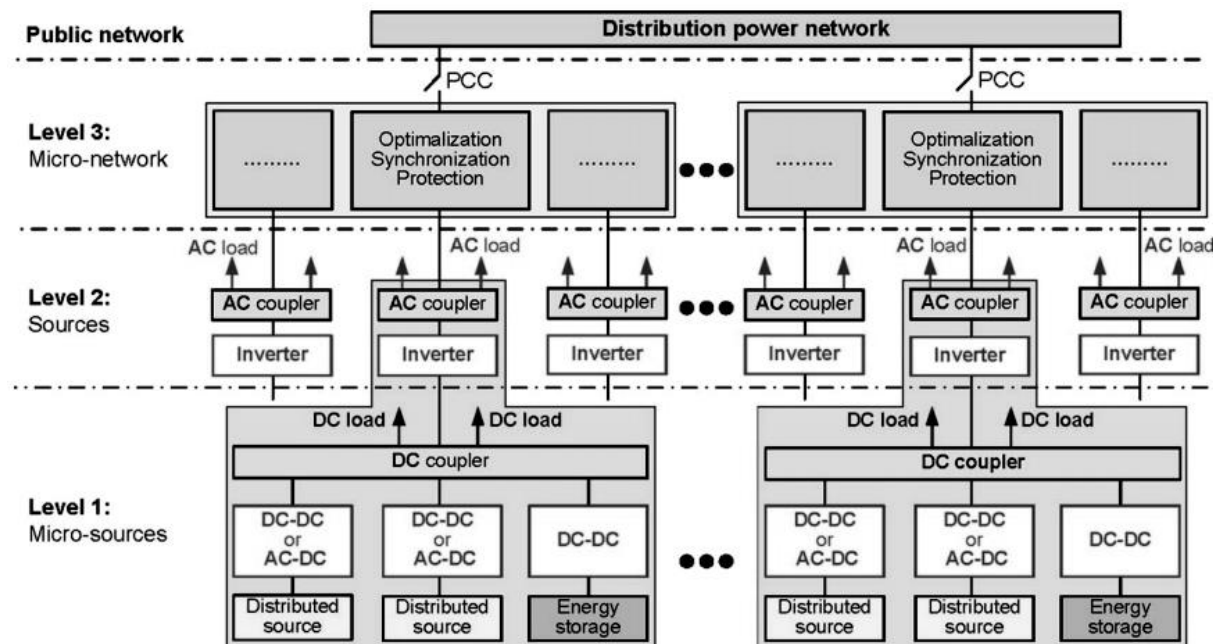 Public network
Distribution power network
PCC
PCC
Level 3:
Micro-network
.........
Optimalization
Synchronization
Protection
.........
.........
Optimalization
Synchronization
Protection
.........
AC load
AC load
AC load
AC load
Level 2:
Sources
AC coupler
AC coupler
AC coupler
AC coupler
AC coupler
AC coupler
Inverter
Inverter
Inverter
Inverter
Inverter
Inverter
DC load
DC load
DC load
DC load
DC coupler
DC coupler
Level 1:
Micro-sources
DC-DC
or
AC-DC
DC-DC
or
AC-DC
DC-DC
DC-DC
or
AC-DC
DC-DC
or
AC-DC
DC-DC
Distributed
source
Distributed
source
Energy
storage
Distributed
source
Distributed
source
Energy
storage